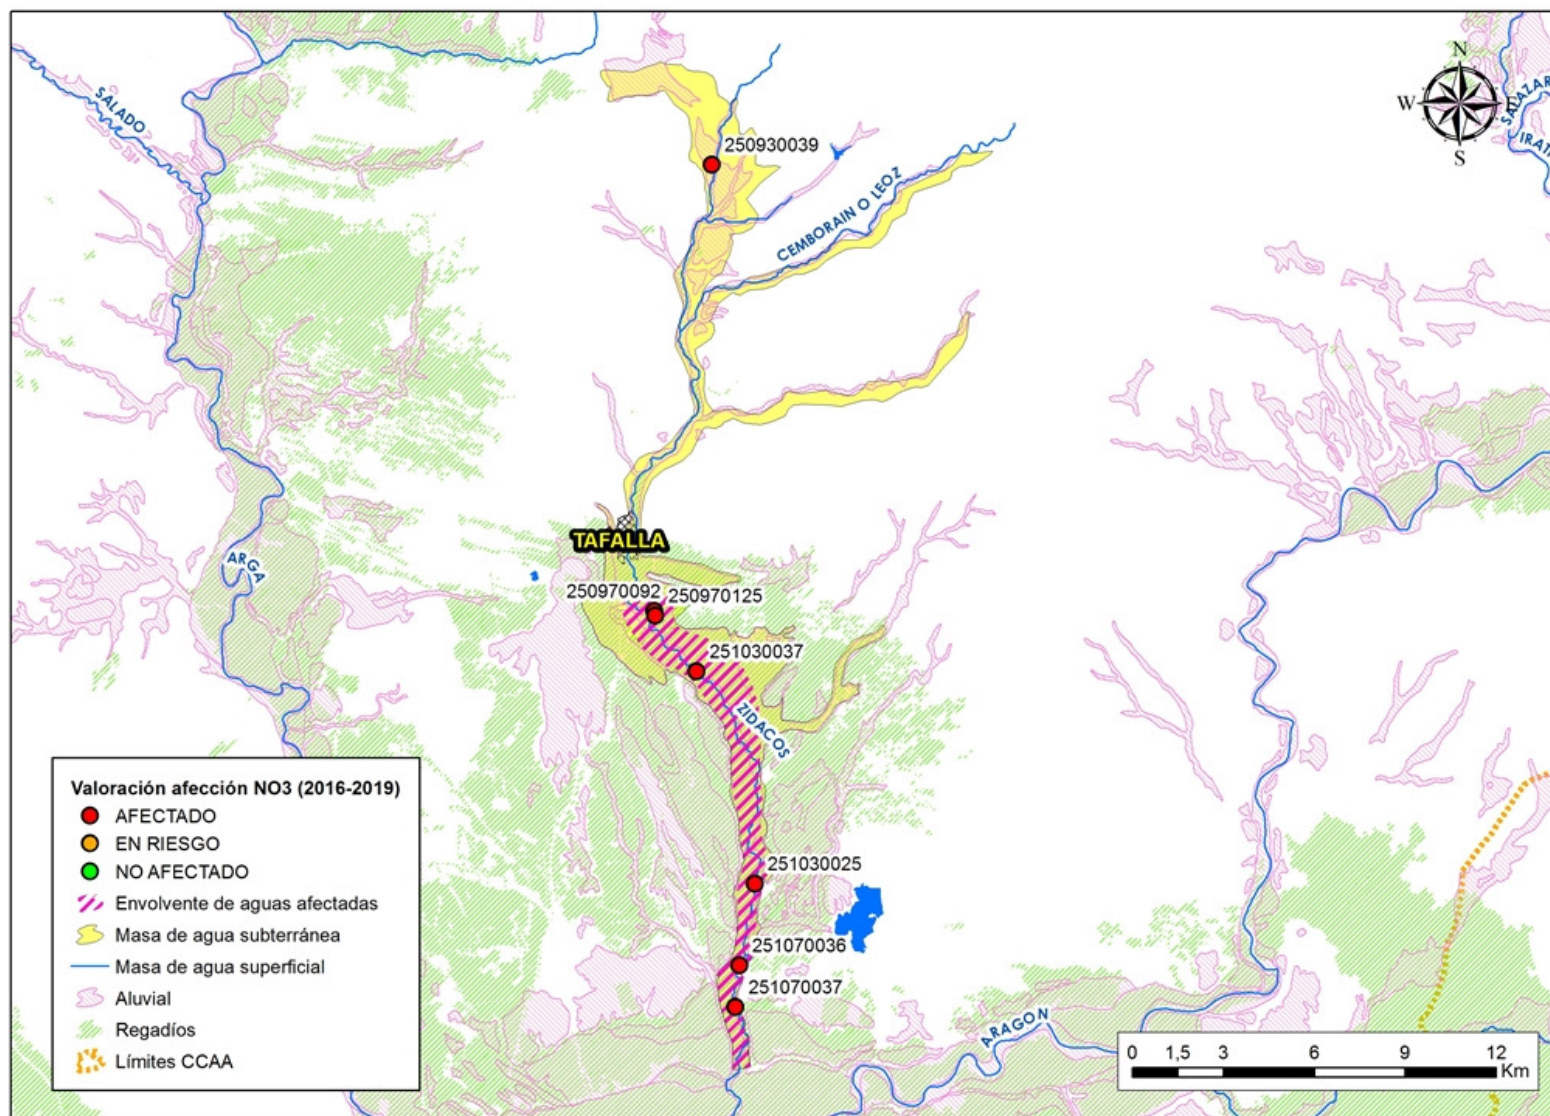 N
W
E
S
SALAZAR
IRATI
SALADO
250930039
CEMBORAIN O LEOZ
TAFALLA
ARGA
250970092
250970125
251030037
ZIDACOS
251030025
251070036
251070037
ARAGON
Valoración afección NO3 (2016-2019)
AFECTADO
EN RIESGO
NO AFECTADO
Envolvente de aguas afectadas
Masa de agua subterránea
Masa de agua superficial
Aluvial
Regadíos
Límites CCAA
0 1,5 3 6 9 12
Km